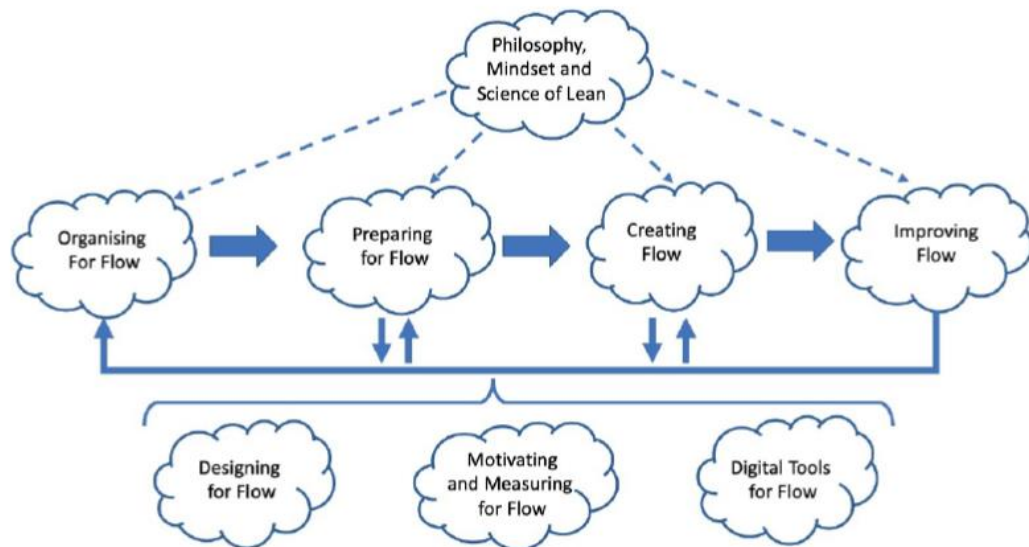 Philosophy,
Mindset and
Science of Lean
Organising
For Flow
Preparing
for Flow
Creating
Flow
Improving
Flow
Designing
for Flow
Motivating
and Measuring
for Flow
Digital Tools
for Flow